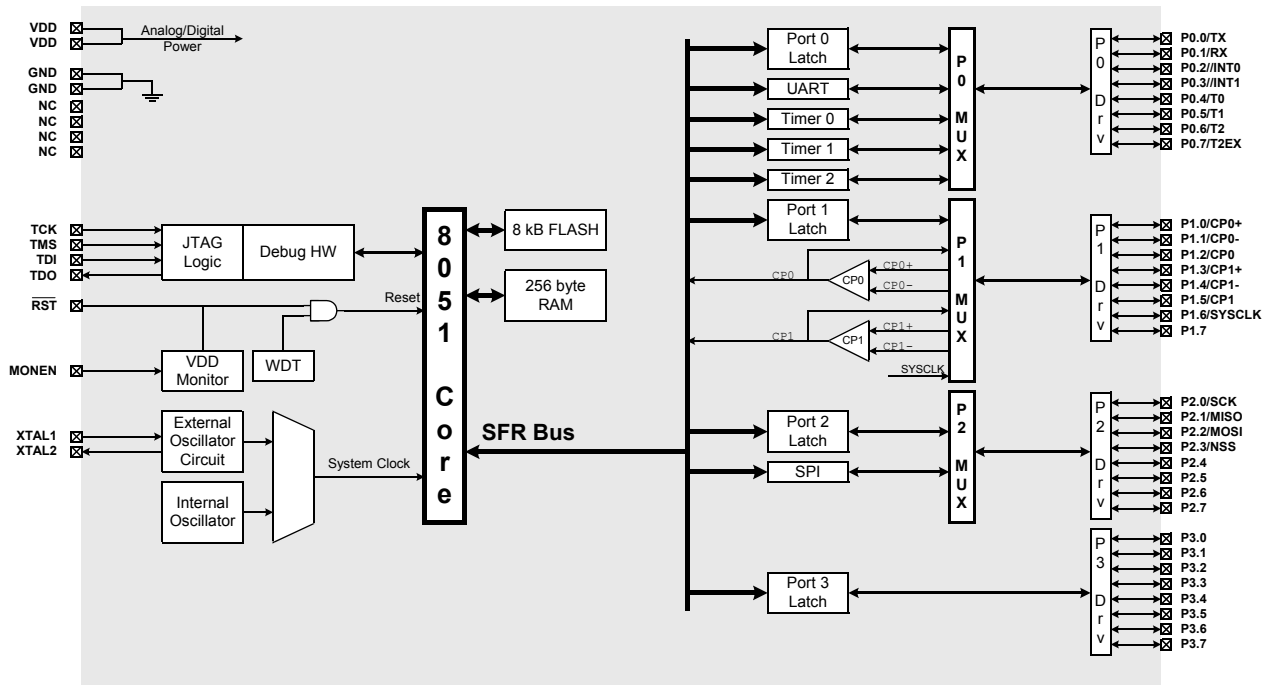 VDD
VDD
Analog/Digital
Power
GND
GND
NC
NC
NC
NC
TCK
TMS
TDI
TDO
JTAG
Logic
Debug HW
RST
Reset
MONEN
VDD
Monitor
WDT
XTAL1
XTAL2
External
Oscillator
Circuit
Internal
Oscillator
System Clock
8051 Core
8 kB FLASH
256 byte
RAM
SFR Bus
Port 0
Latch
UART
Timer 0
Timer 1
Timer 2
P0 MUX
P0 Drv
P0.0/TX
P0.1/RX
P0.2//INT0
P0.3//INT1
P0.4/T0
P0.5/T1
P0.6/T2
P0.7/T2EX
Port 1
Latch
CP0
CP0
CP0+
CP0-
CP1
CP1
CP1+
CP1-
SYSCLK
P1 MUX
P1 Drv
P1.0/CP0+
P1.1/CP0-
P1.2/CP0
P1.3/CP1+
P1.4/CP1-
P1.5/CP1
P1.6/SYSCLK
P1.7
Port 2
Latch
SPI
P2 MUX
P2 Drv
P2.0/SCK
P2.1/MISO
P2.2/MOSI
P2.3/NSS
P2.4
P2.5
P2.6
P2.7
Port 3
Latch
P3 Drv
P3.0
P3.1
P3.2
P3.3
P3.4
P3.5
P3.6
P3.7